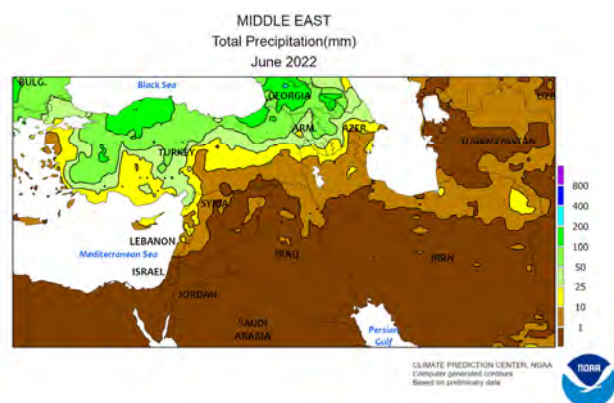 MIDDLE EAST
Total Precipitation(mm)
June 2022
BULG.
Black Sea
GEORGIA
ARM.
AZER.
TURKMENISTAN
TURKEY
SYRIA
LEBANON
Mediterranean Sea
ISRAEL
IRAQ
IRAN
JORDAN
SAUDI
ARABIA
Persian
Gulf
800
400
200
100
50
25
10
1
CLIMATE PREDICTION CENTER, NOAA
Computer generated contours
Based on preliminary data
NOAA